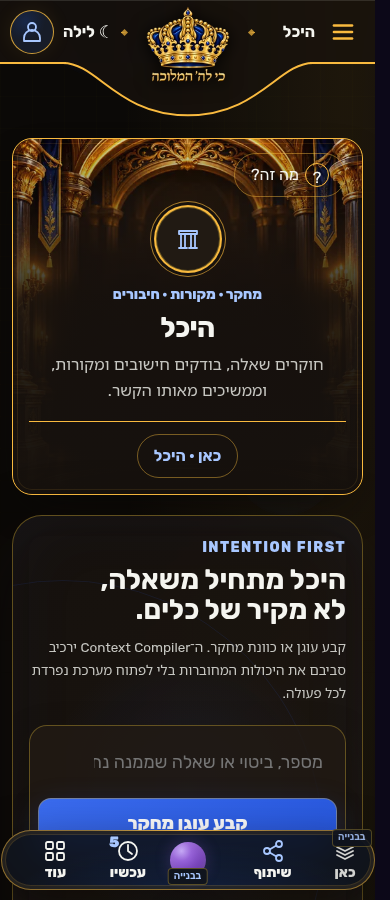 היכל
☾ לילה
כי לה' המלוכה
? מה זה?
מחקר • מקורות • חיבורים
היכל
חוקרים שאלה, בודקים חישובים ומקורות,
וממשיכים מאותו הקשר.
כאן • היכל
INTENTION FIRST
היכל מתחיל משאלה,
לא מקיר של כלים.
קבע עוגן או כוונת מחקר. ה־Context Compiler ירכיב
סביבם את היכולות המחוברות בלי לפתוח מערכת נפרדת
לכל פעולה.
מספר, ביטוי או שאלה שממנה
קבע עוגן מחקר
בבנייה
כאן
שיתוף
בבנייה
5
עכשיו
עוד